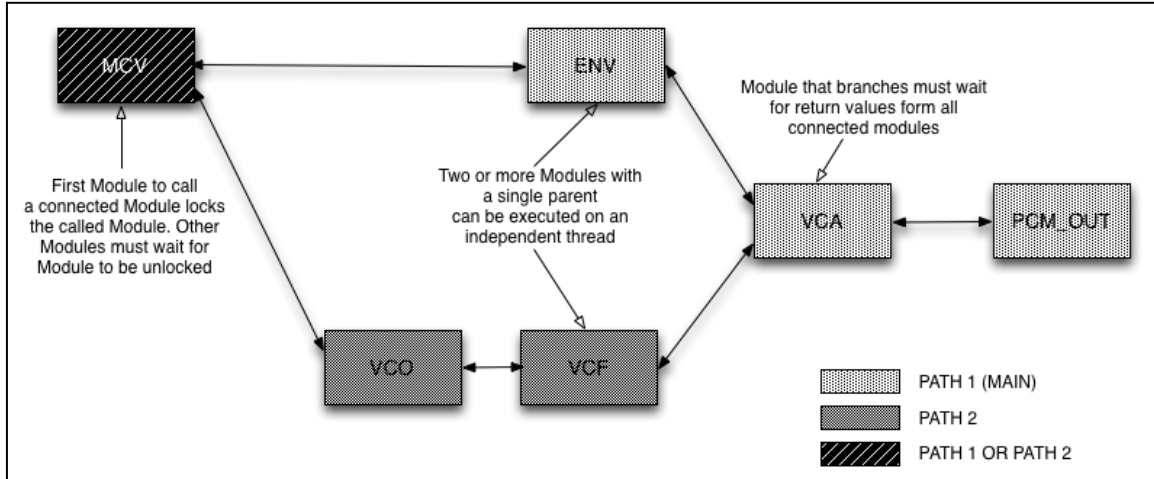 MCV
ENV
Module that branches must wait
for return values form all
connected modules
First Module to call
a connected Module locks
the called Module. Other
Modules must wait for
Module to be unlocked
Two or more Modules with
a single parent
can be executed on an
independent thread
VCA
PCM_OUT
VCO
VCF
PATH 1 (MAIN)
PATH 2
PATH 1 OR PATH 2